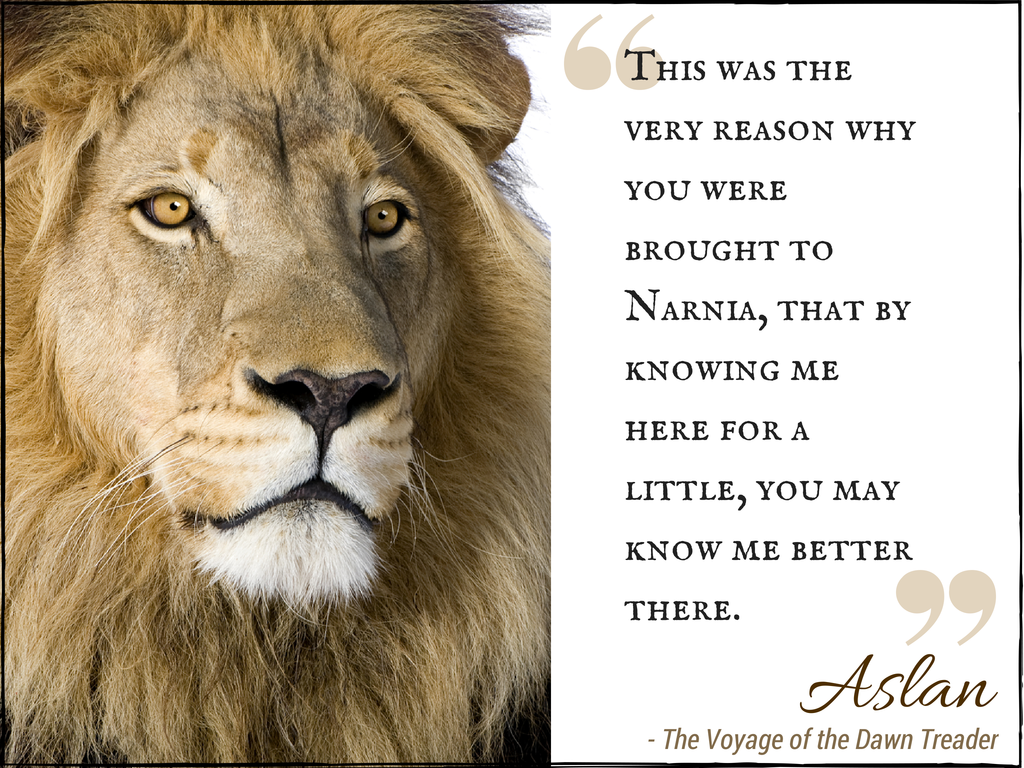 “This was the
very reason why
you were
brought to
Narnia, that by
knowing me
here for a
little, you may
know me better
there.”
Aslan
- The Voyage of the Dawn Treader